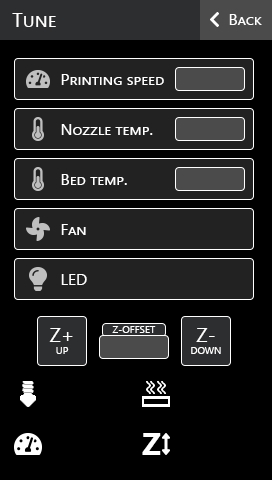 Tune
Back
Printing speed
Nozzle temp.
Bed temp.
Fan
LED
Z+
UP
Z-OFFSET
Z-
DOWN
Z